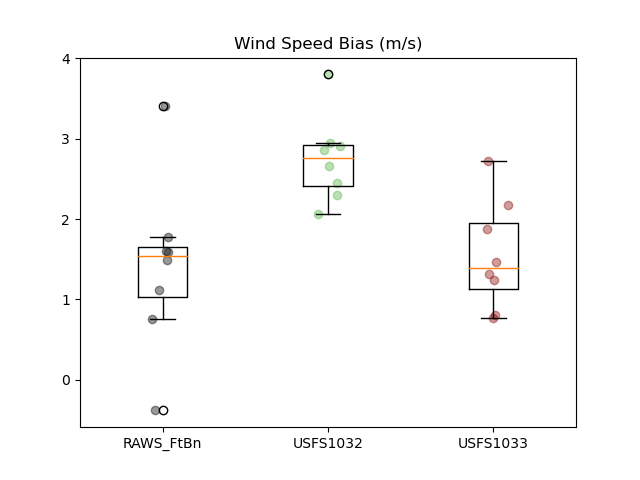 Wind Speed Bias (m/s)
4
3
2
1
0
RAWS_FtBn USFS1032 USFS1033